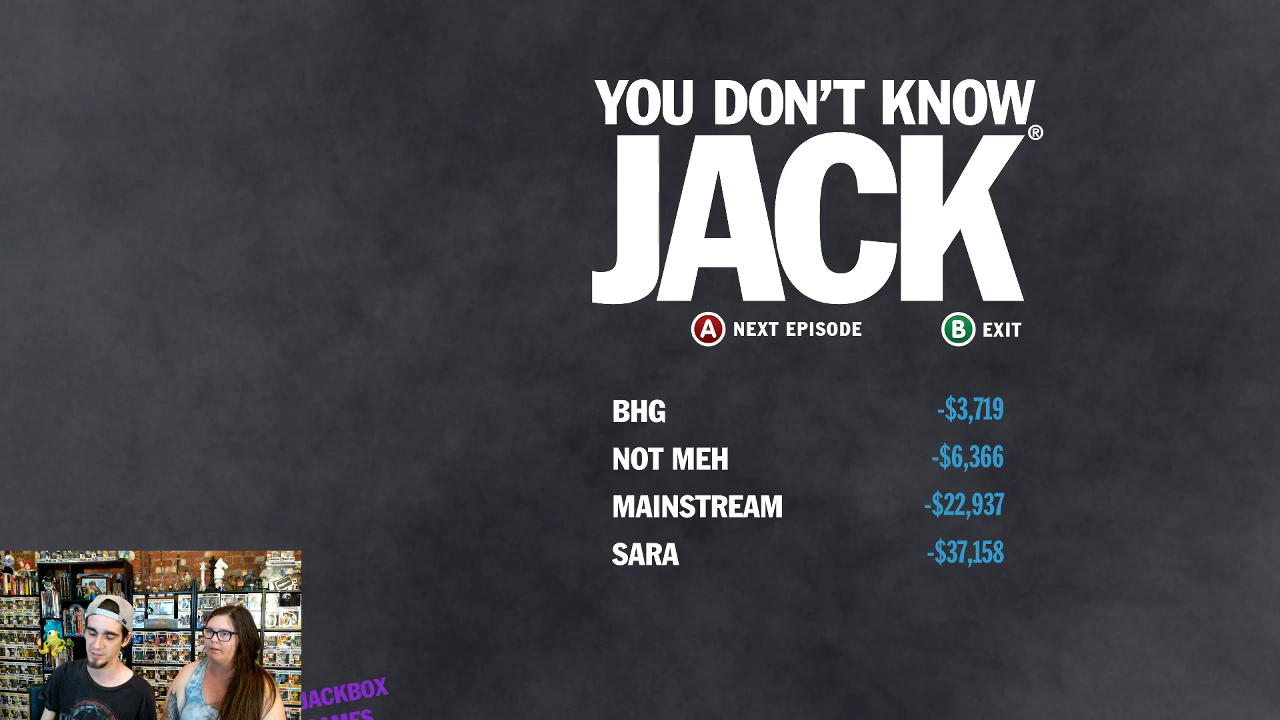 YOU DON'T KNOW
JACK®
A NEXT EPISODE B EXIT
BHG -$3,719
NOT MEH -$6,366
MAINSTREAM -$22,937
SARA -$37,158
JACKBOX
GAMES